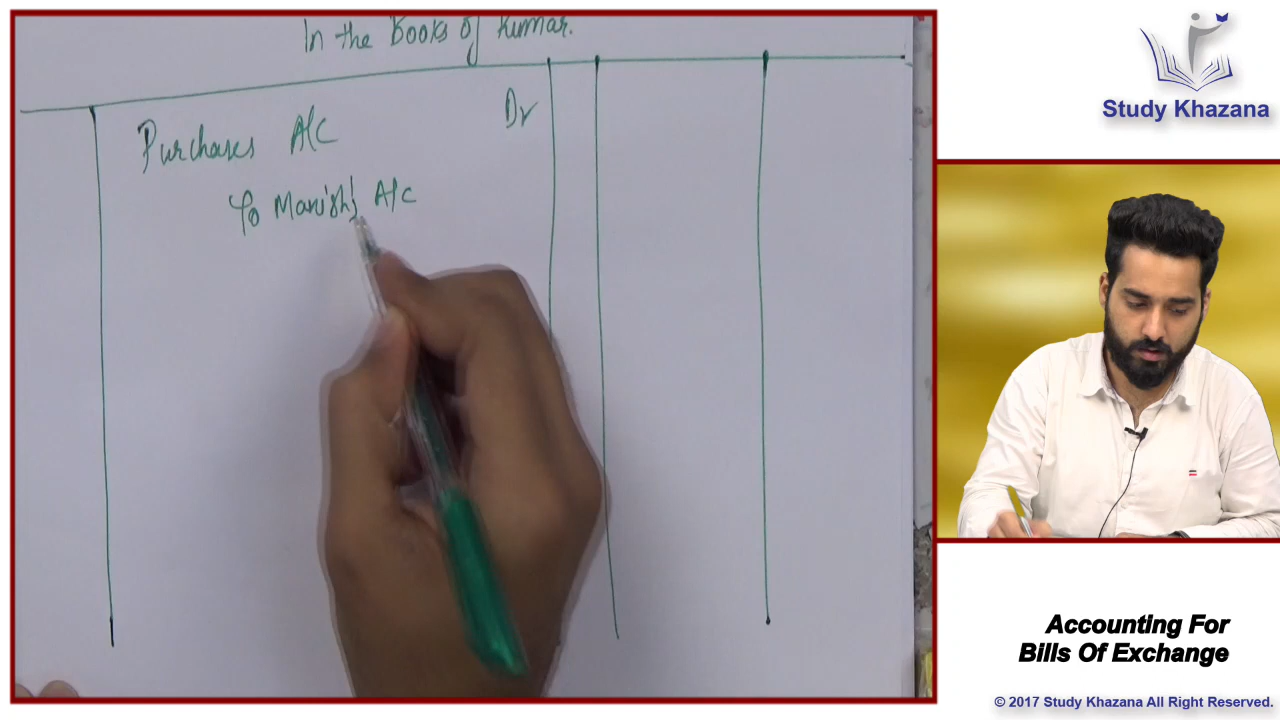 In the Books of Kumar.
Purchases A/C Dr
To Manish's A/C
Study Khazana
Accounting For
Bills Of Exchange
© 2017 Study Khazana All Right Reserved.